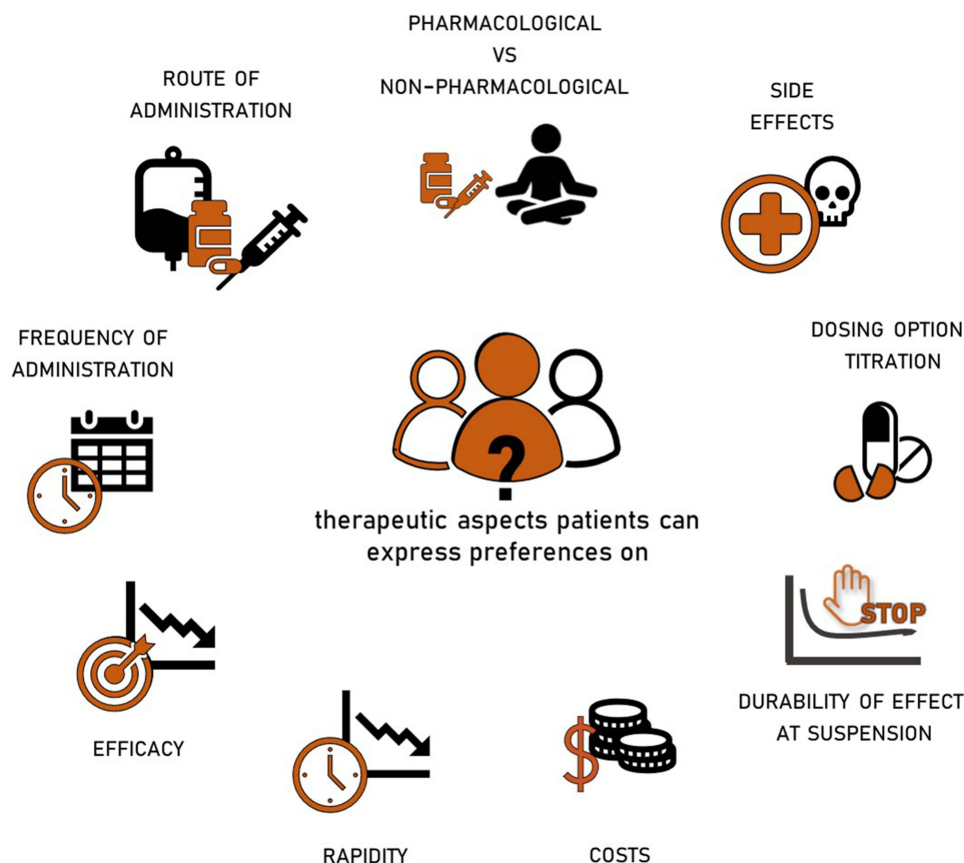 PHARMACOLOGICAL
VS
NON-PHARMACOLOGICAL
ROUTE OF
ADMINISTRATION
SIDE
EFFECTS
FREQUENCY OF
ADMINISTRATION
DOSING OPTION
TITRATION
?
therapeutic aspects patients can
express preferences on
STOP
DURABILITY OF EFFECT
AT SUSPENSION
EFFICACY
$
RAPIDITY
COSTS